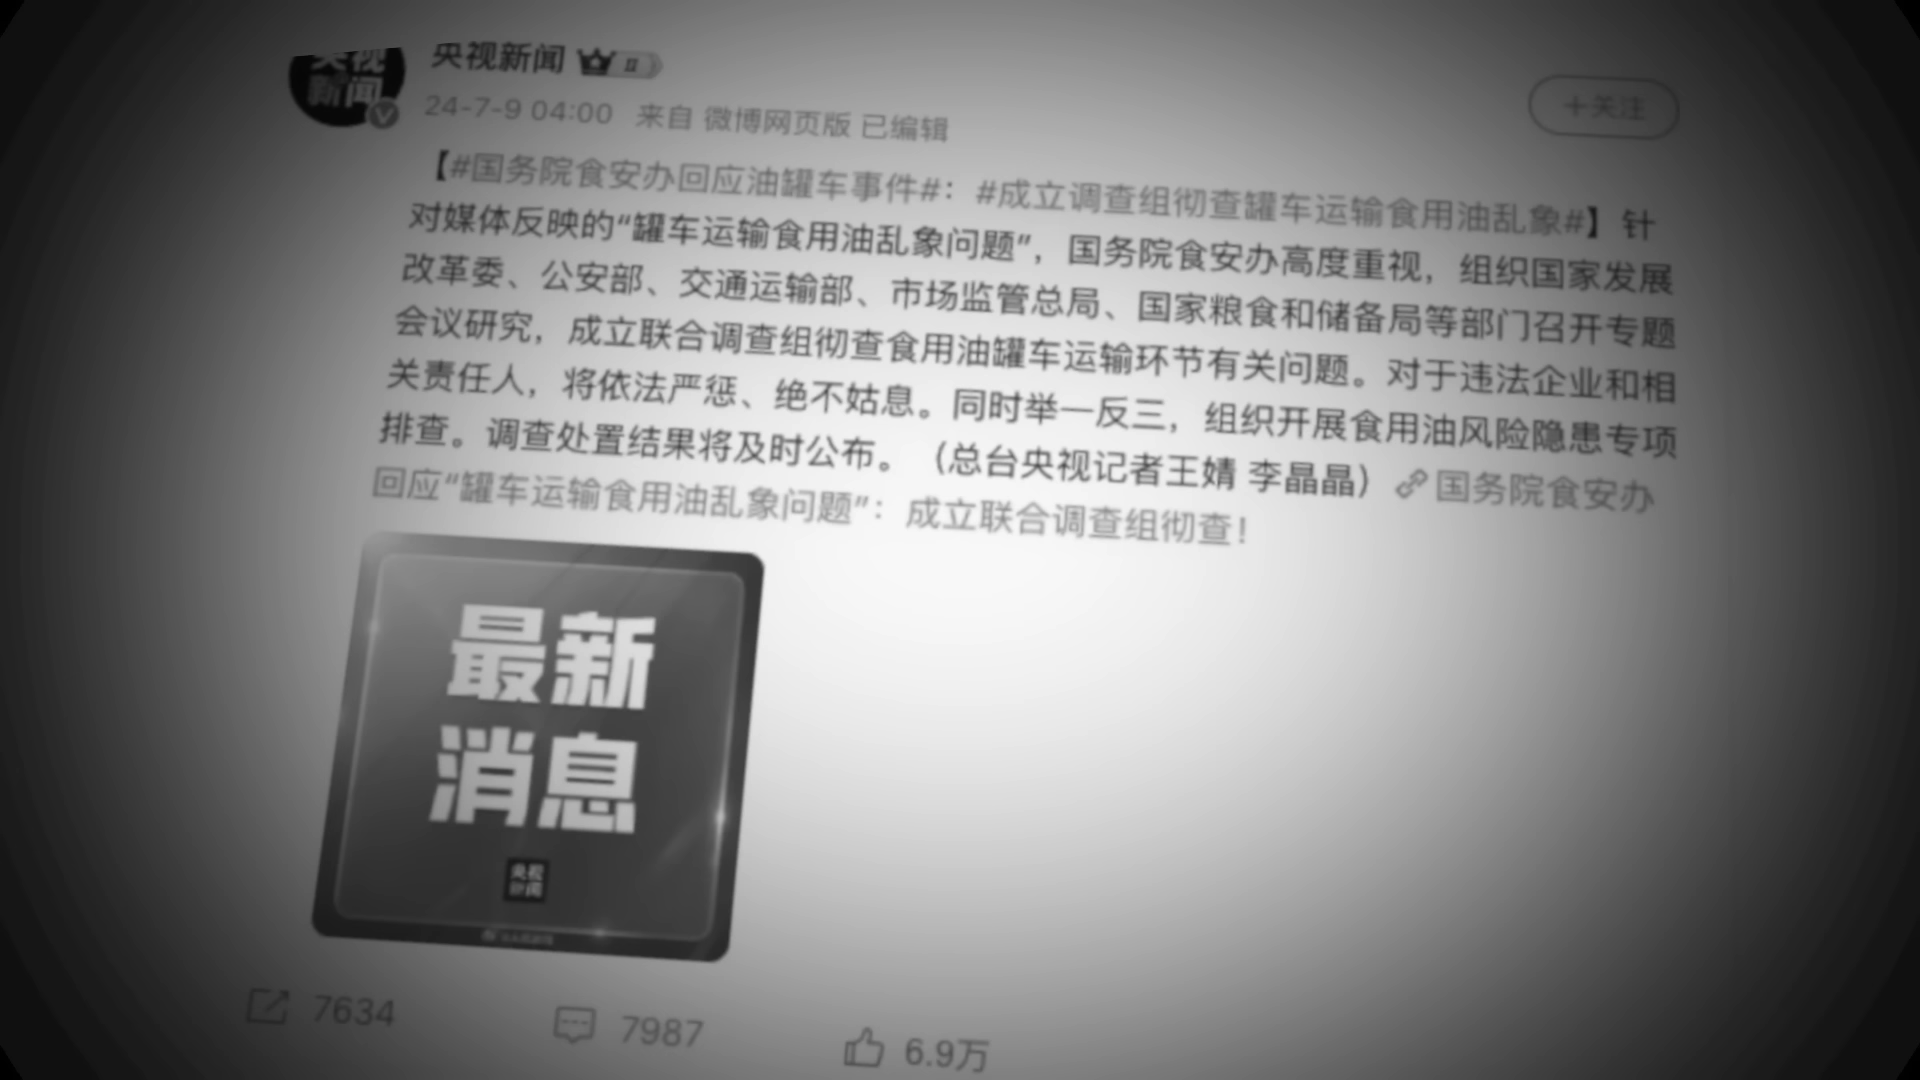 央视新闻
央视新闻 II
24-7-9 04:00 来自 微博网页版 已编辑
+关注
【#国务院食安办回应油罐车事件#：#成立调查组彻查罐车运输食用油乱象#】针
对媒体反映的“罐车运输食用油乱象问题”，国务院食安办高度重视，组织国家发展
改革委、公安部、交通运输部、市场监管总局、国家粮食和储备局等部门召开专题
会议研究，成立联合调查组彻查食用油罐车运输环节有关问题。对于违法企业和相
关责任人，将依法严惩、绝不姑息。同时举一反三，组织开展食用油风险隐患专项
排查。调查处置结果将及时公布。（总台央视记者王婧 李晶晶）国务院食安办
回应“罐车运输食用油乱象问题”：成立联合调查组彻查！
最新
消息
央视
新闻
7634
7987
6.9万